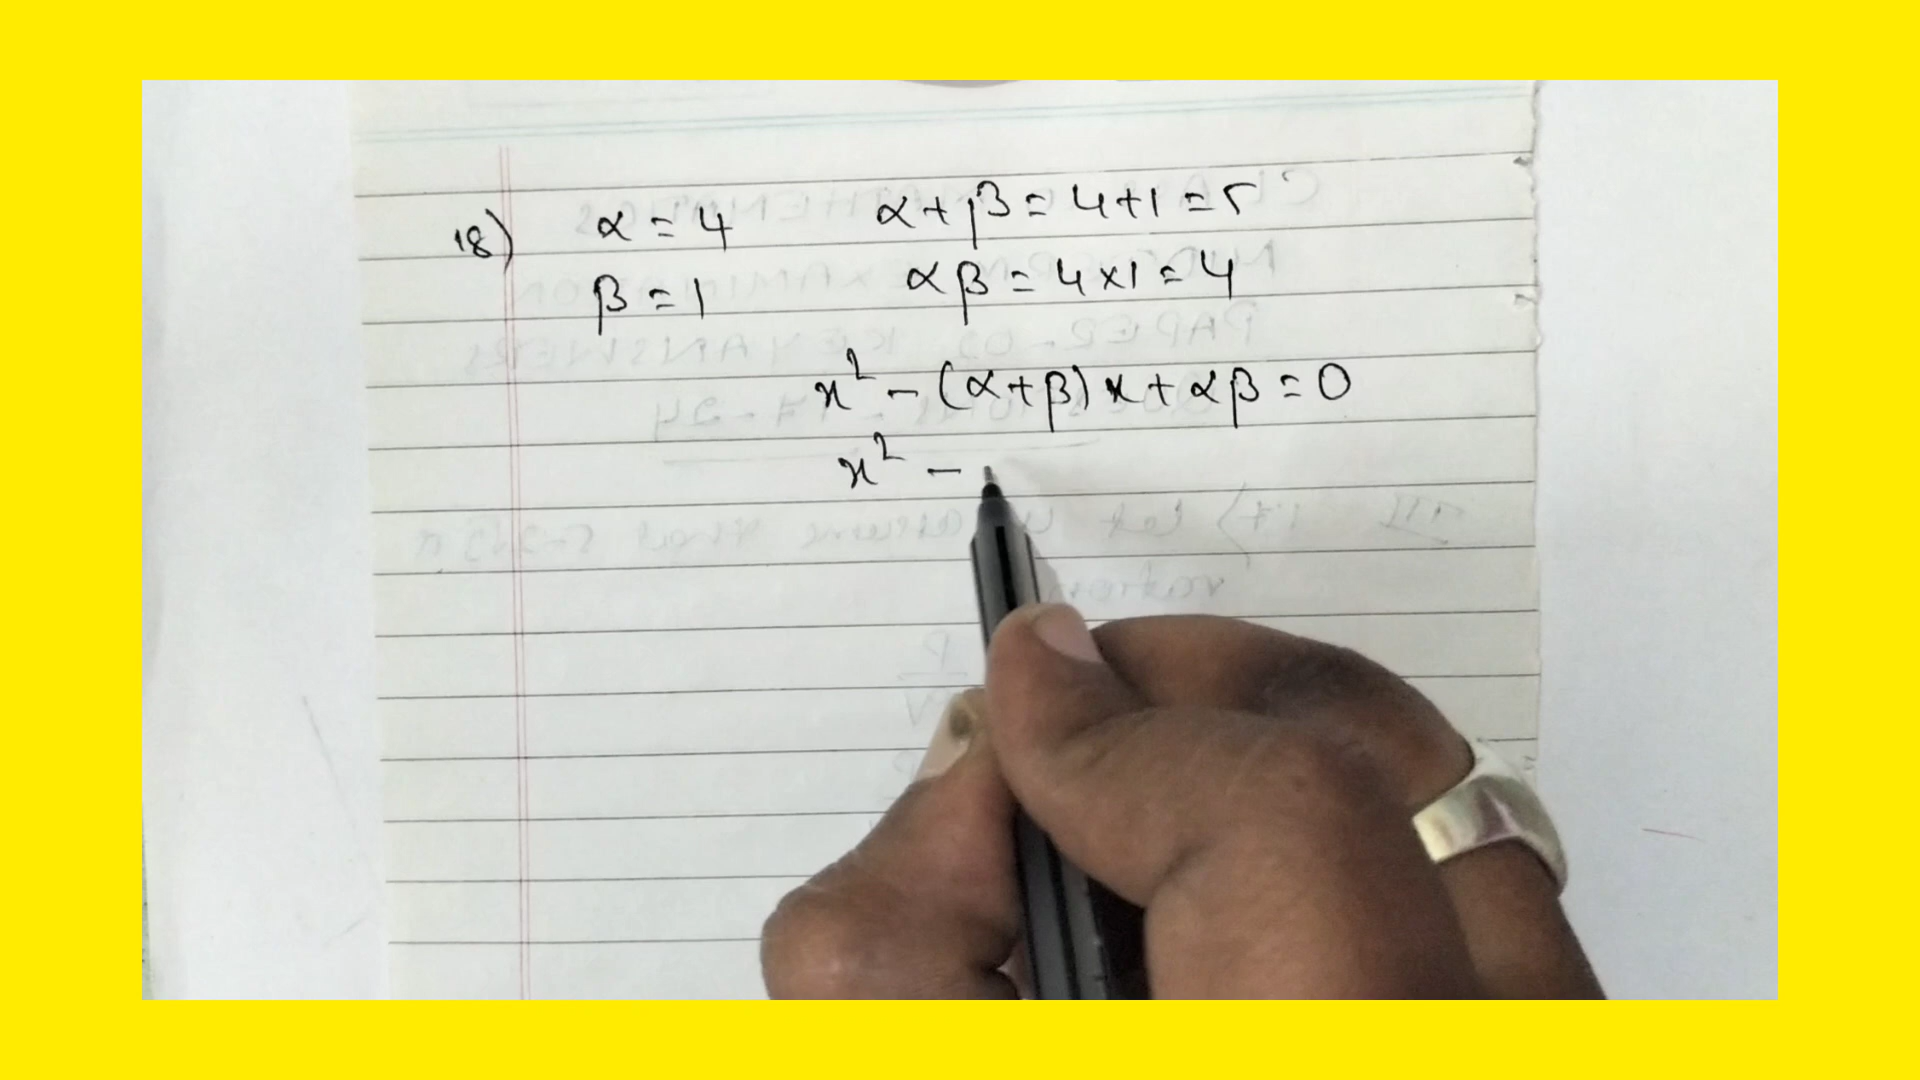 18) α = 4 α + β = 4+1 = 5
β = 1 αβ = 4×1 = 4
x² - (α+β) x + αβ = 0
x² -